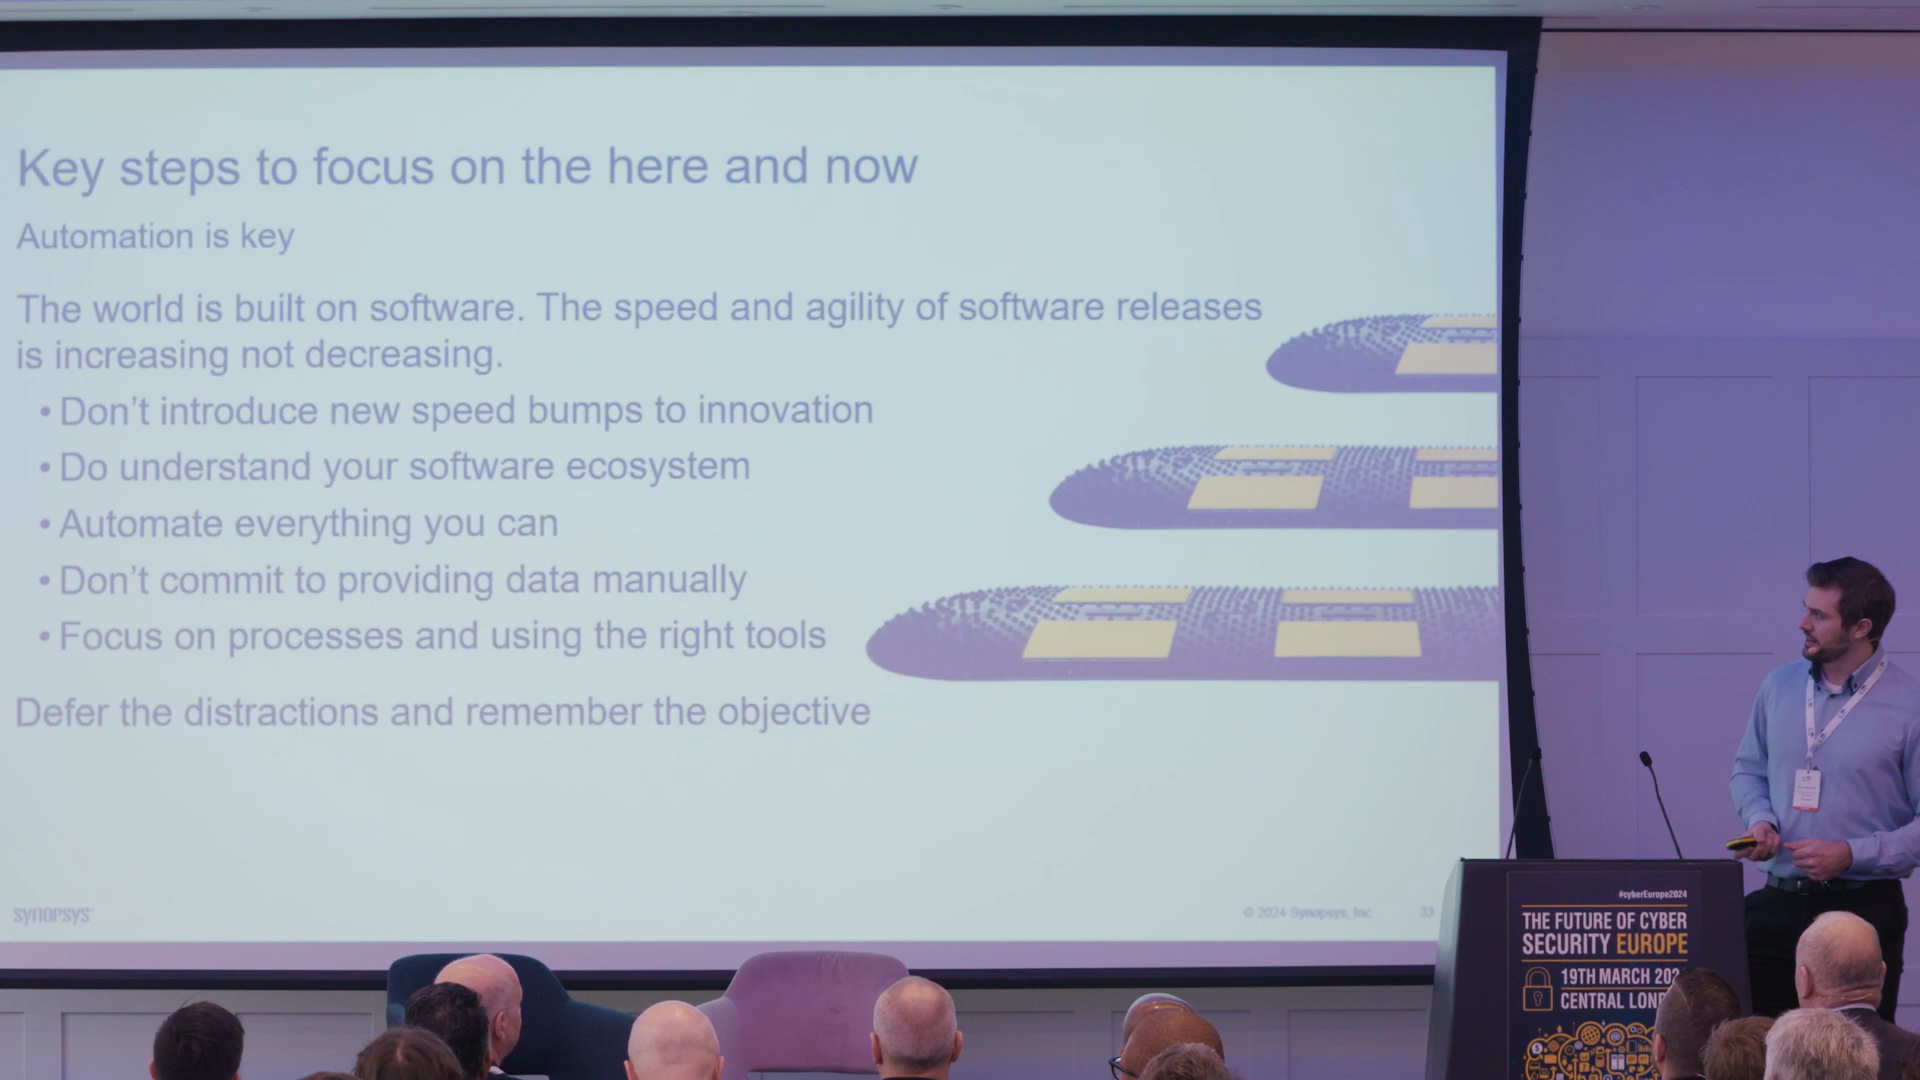 Key steps to focus on the here and now
Automation is key
The world is built on software. The speed and agility of software releases
is increasing not decreasing.
• Don't introduce new speed bumps to innovation
• Do understand your software ecosystem
• Automate everything you can
• Don't commit to providing data manually
• Focus on processes and using the right tools
Defer the distractions and remember the objective
SYNOPSYS
© 2024 Synopsys, Inc.
33
#cyberEurope2024
THE FUTURE OF CYBER
SECURITY EUROPE
19TH MARCH 202
CENTRAL LON